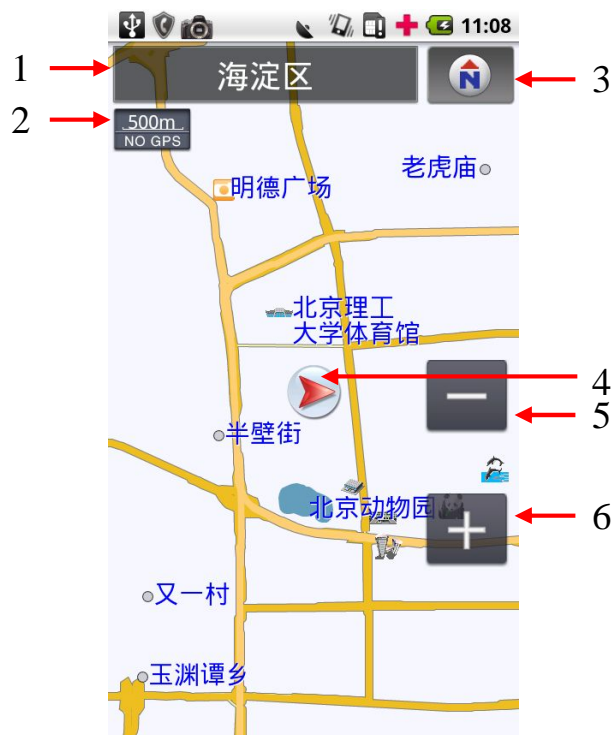 11:08
1
海淀区
N
3
2
500m
NO GPS
老虎庙
明德广场
北京理工
大学体育馆
4
5
半壁街
北京动物园
6
又一村
玉渊谭乡